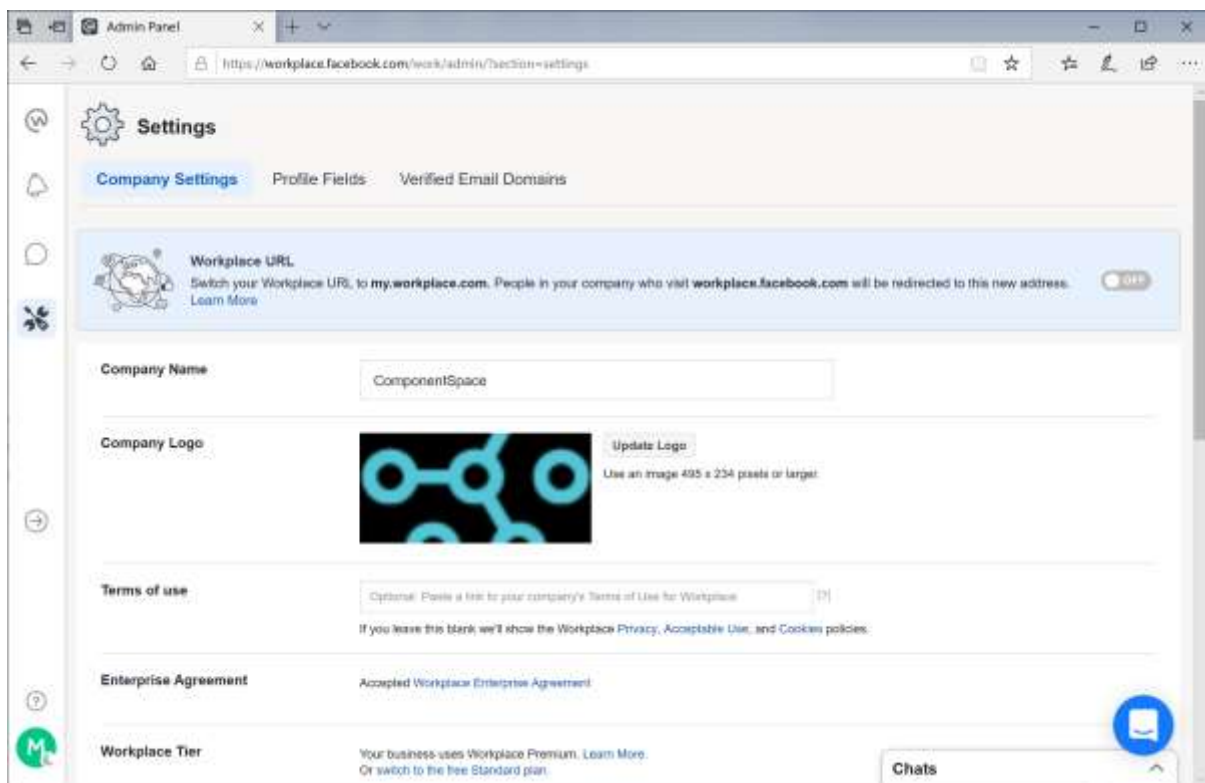 Admin Panel
https://workplace.facebook.com/work/admin/?section=settings
Settings
Company Settings Profile Fields Verified Email Domains
Workplace URL
Switch your Workplace URL to my.workplace.com. People in your company who visit workplace.facebook.com will be redirected to this new address.
Learn More
OFF
Company Name
ComponentSpace
Company Logo
Update Logo
Use an image 495 x 234 pixels or larger.
Terms of use
Optional: Paste a link to your company's Terms of Use for Workplace
[?]
If you leave this blank we'll show the Workplace Privacy, Acceptable Use, and Cookies policies.
Enterprise Agreement
Accepted Workplace Enterprise Agreement
Workplace Tier
Your business uses Workplace Premium. Learn More.
Or switch to the free Standard plan.
M
Chats